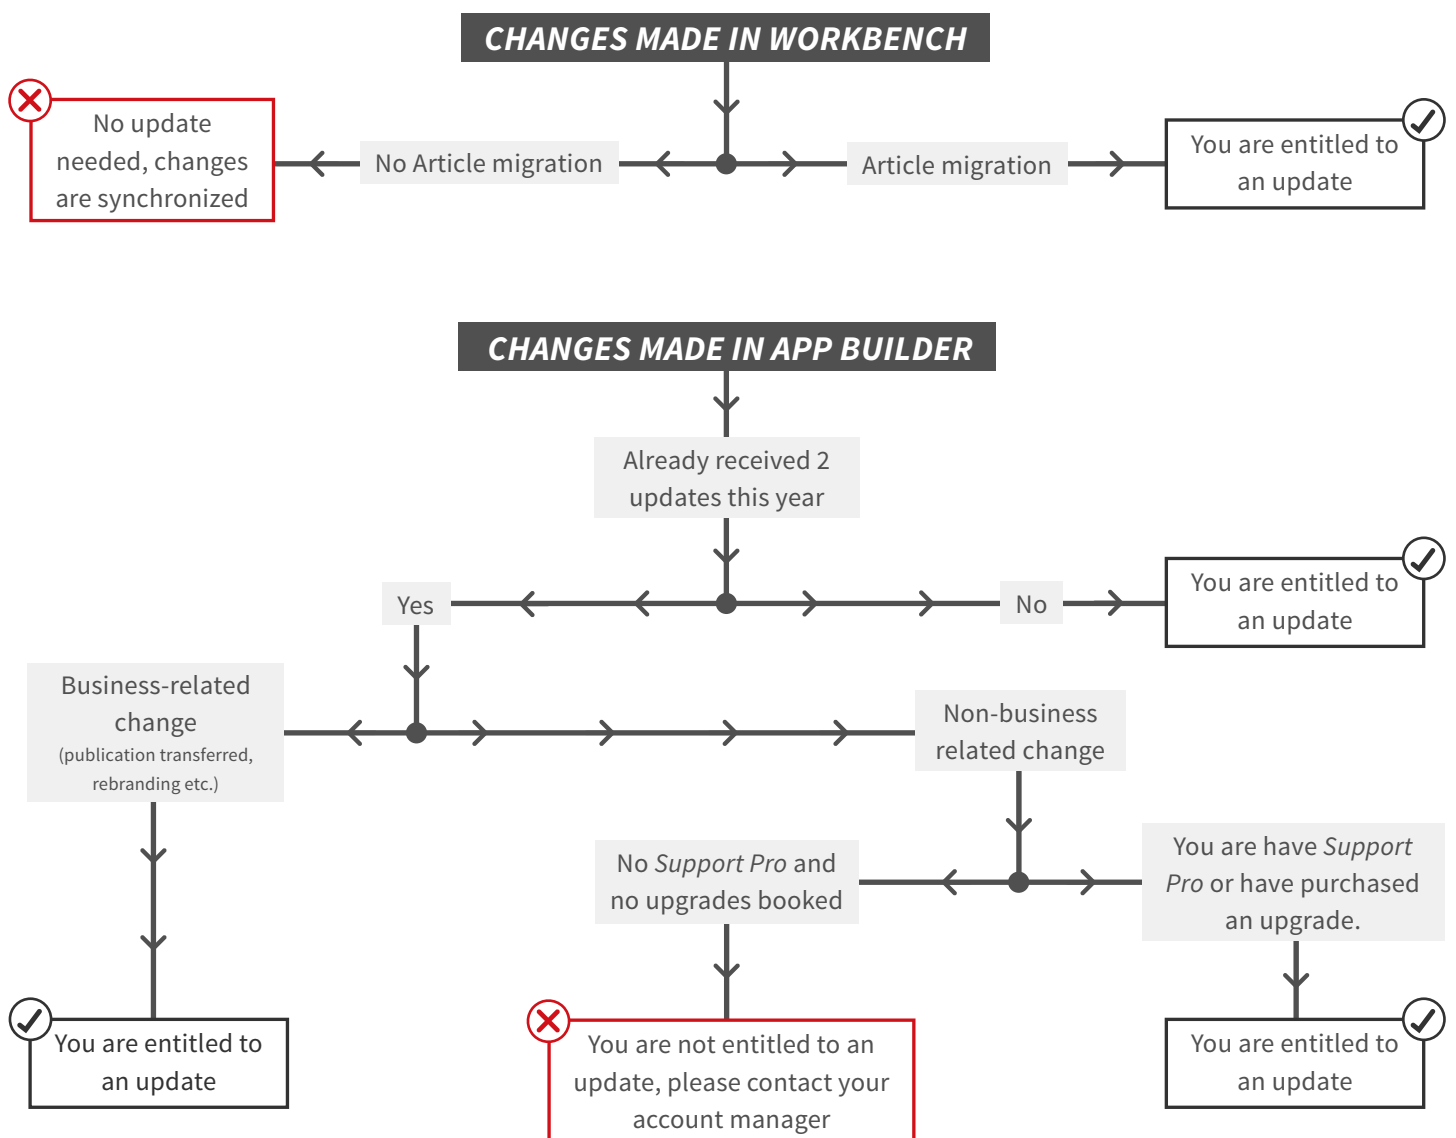 CHANGES MADE IN WORKBENCH
No update
needed, changes
are synchronized
No Article migration
Article migration
You are entitled to
an update
CHANGES MADE IN APP BUILDER
Already received 2
updates this year
Yes
No
You are entitled to
an update
Business-related
change
(publication transferred,
rebranding etc.)
Non-business
related change
No Support Pro and
no upgrades booked
You are have Support
Pro or have purchased
an upgrade.
You are entitled to
an update
You are not entitled to an
update, please contact your
account manager
You are entitled to
an update